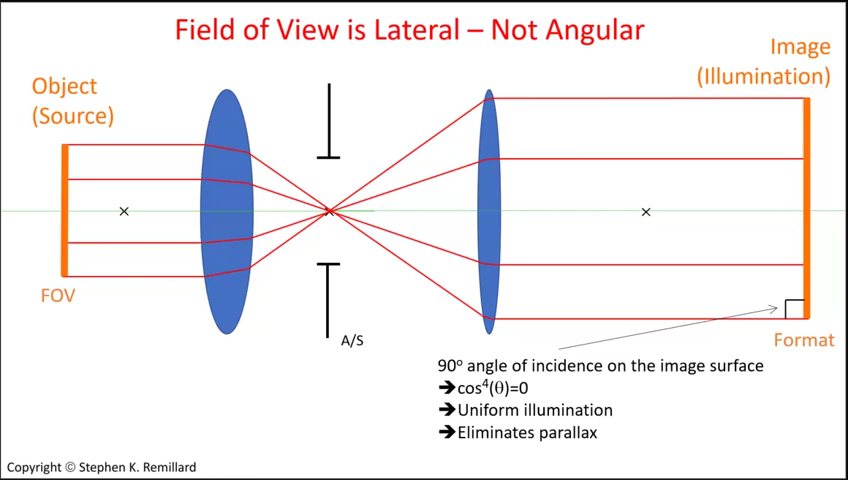 Field of View is Lateral – Not Angular
Image
(Illumination)
Object
(Source)
FOV
A/S
Format
90° angle of incidence on the image surface
➔cos⁴(θ)=0
➔Uniform illumination
➔Eliminates parallax
Copyright © Stephen K. Remillard